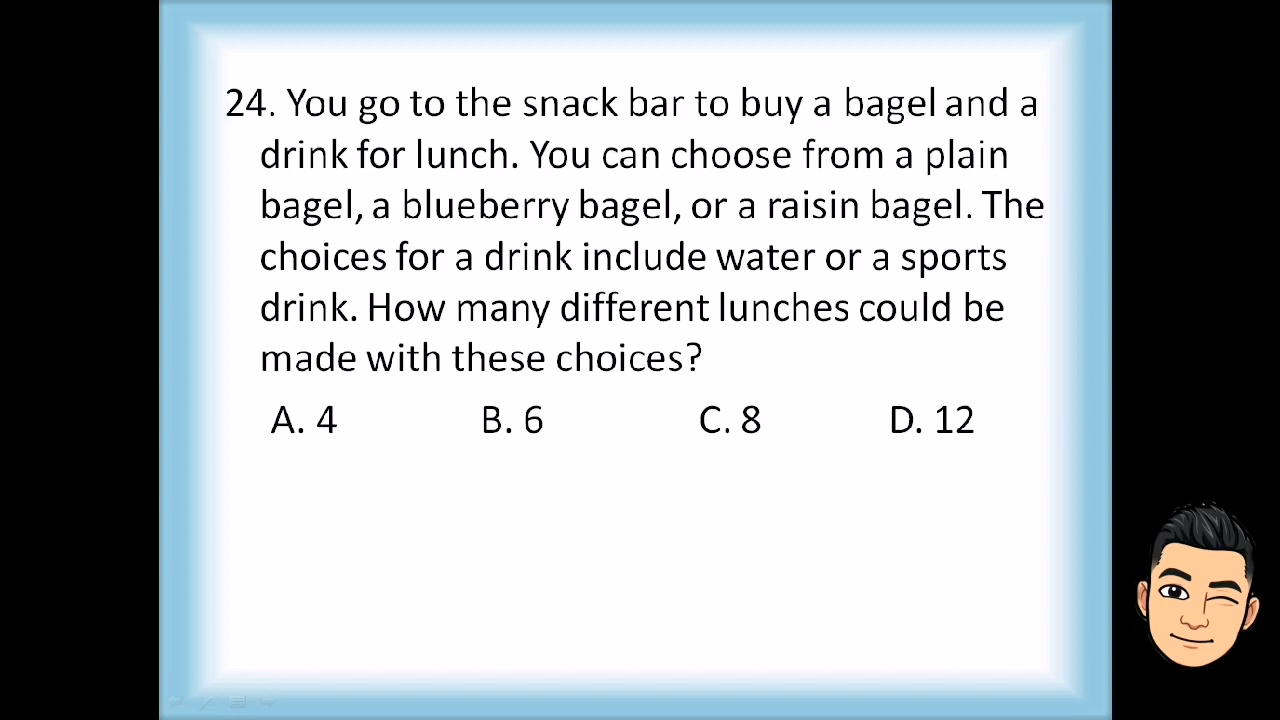 24. You go to the snack bar to buy a bagel and a
drink for lunch. You can choose from a plain
bagel, a blueberry bagel, or a raisin bagel. The
choices for a drink include water or a sports
drink. How many different lunches could be
made with these choices?
A. 4 B. 6 C. 8 D. 12